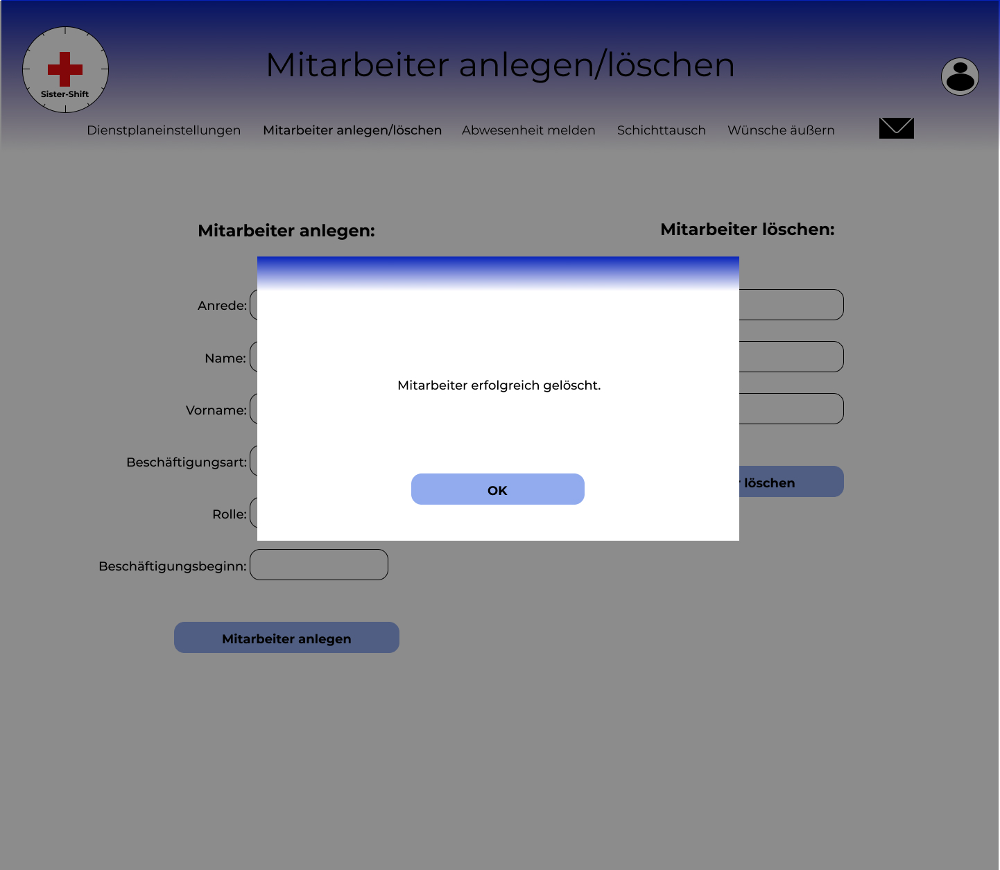 Mitarbeiter anlegen/löschen
Sister-Shift
Dienstplaneinstellungen Mitarbeiter anlegen/löschen Abwesenheit melden Schichttausch Wünsche äußern
Mitarbeiter anlegen: Mitarbeiter löschen:
Anrede:
Name:
Mitarbeiter erfolgreich gelöscht.
Vorname:
Beschäftigungsart:
löschen
OK
Rolle:
Beschäftigungsbeginn:
Mitarbeiter anlegen